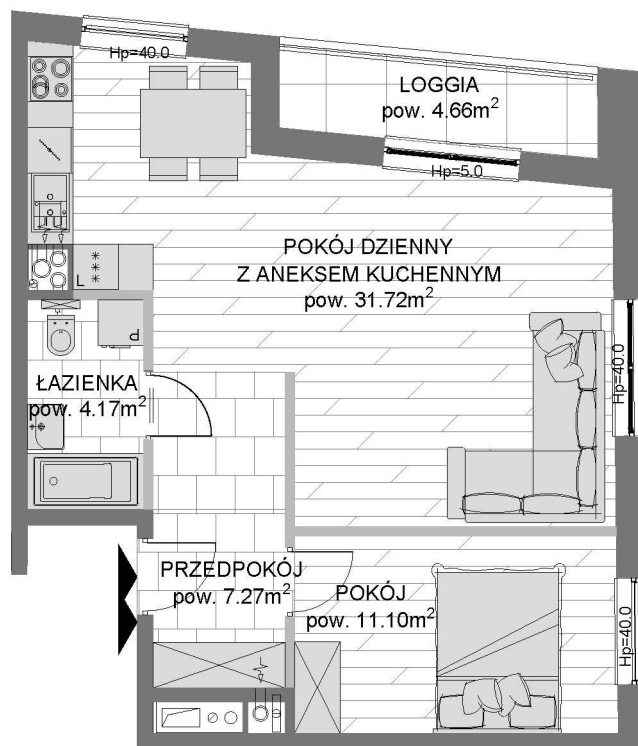 Hp=40.0
LOGGIA
pow. 4.66m²
Hp=5.0
POKÓJ DZIENNY
Z ANEKSEM KUCHENNYM
pow. 31.72m²
L
Hp=40.0
P
ŁAZIENKA
pow. 4.17m²
PRZEDPOKÓJ
pow. 7.27m²
POKÓJ
pow. 11.10m²
Hp=40.0